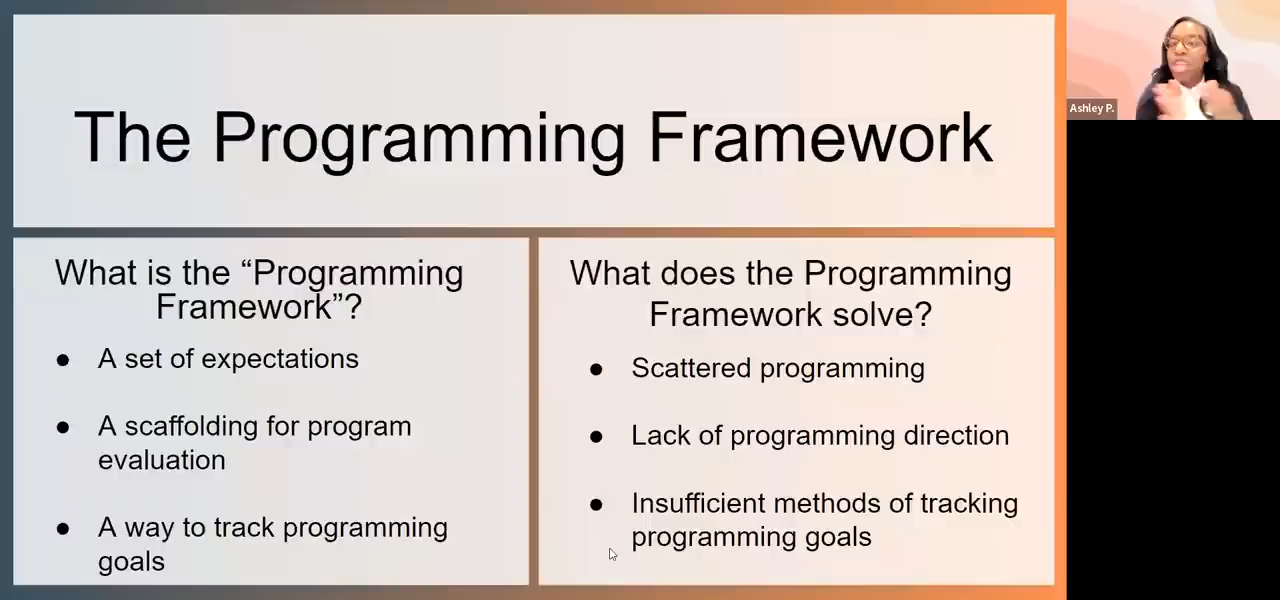 The Programming Framework
What is the “Programming
Framework”?
● A set of expectations
● A scaffolding for program
evaluation
● A way to track programming
goals
What does the Programming
Framework solve?
● Scattered programming
● Lack of programming direction
● Insufficient methods of tracking
programming goals
Ashley P.